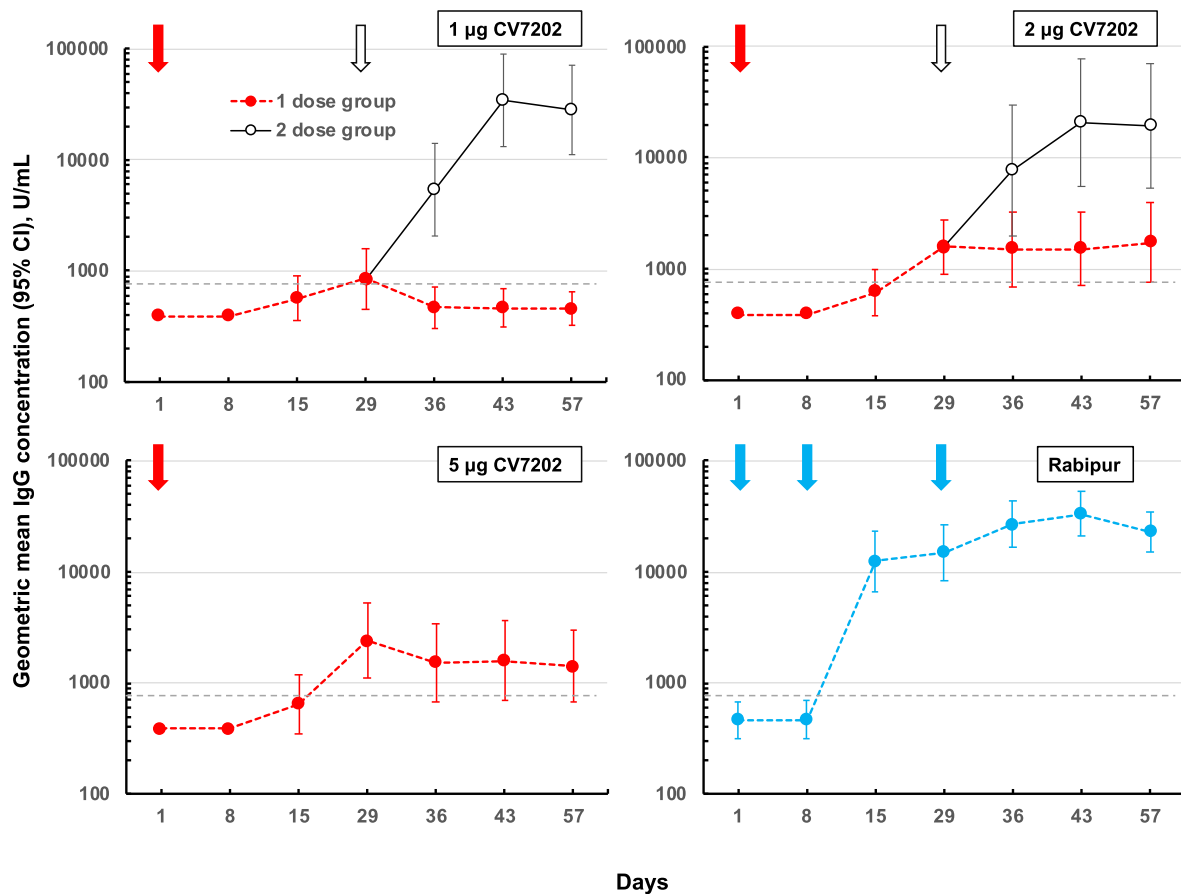 Geometric mean IgG concentration (95% CI), U/mL
1 µg CV7202
100000
10000
1000
100
1 dose group
2 dose group
1 8 15 29 36 43 57
2 µg CV7202
100000
10000
1000
100
1 8 15 29 36 43 57
5 µg CV7202
100000
10000
1000
100
1 8 15 29 36 43 57
Rabipur
100000
10000
1000
100
1 8 15 29 36 43 57
Days